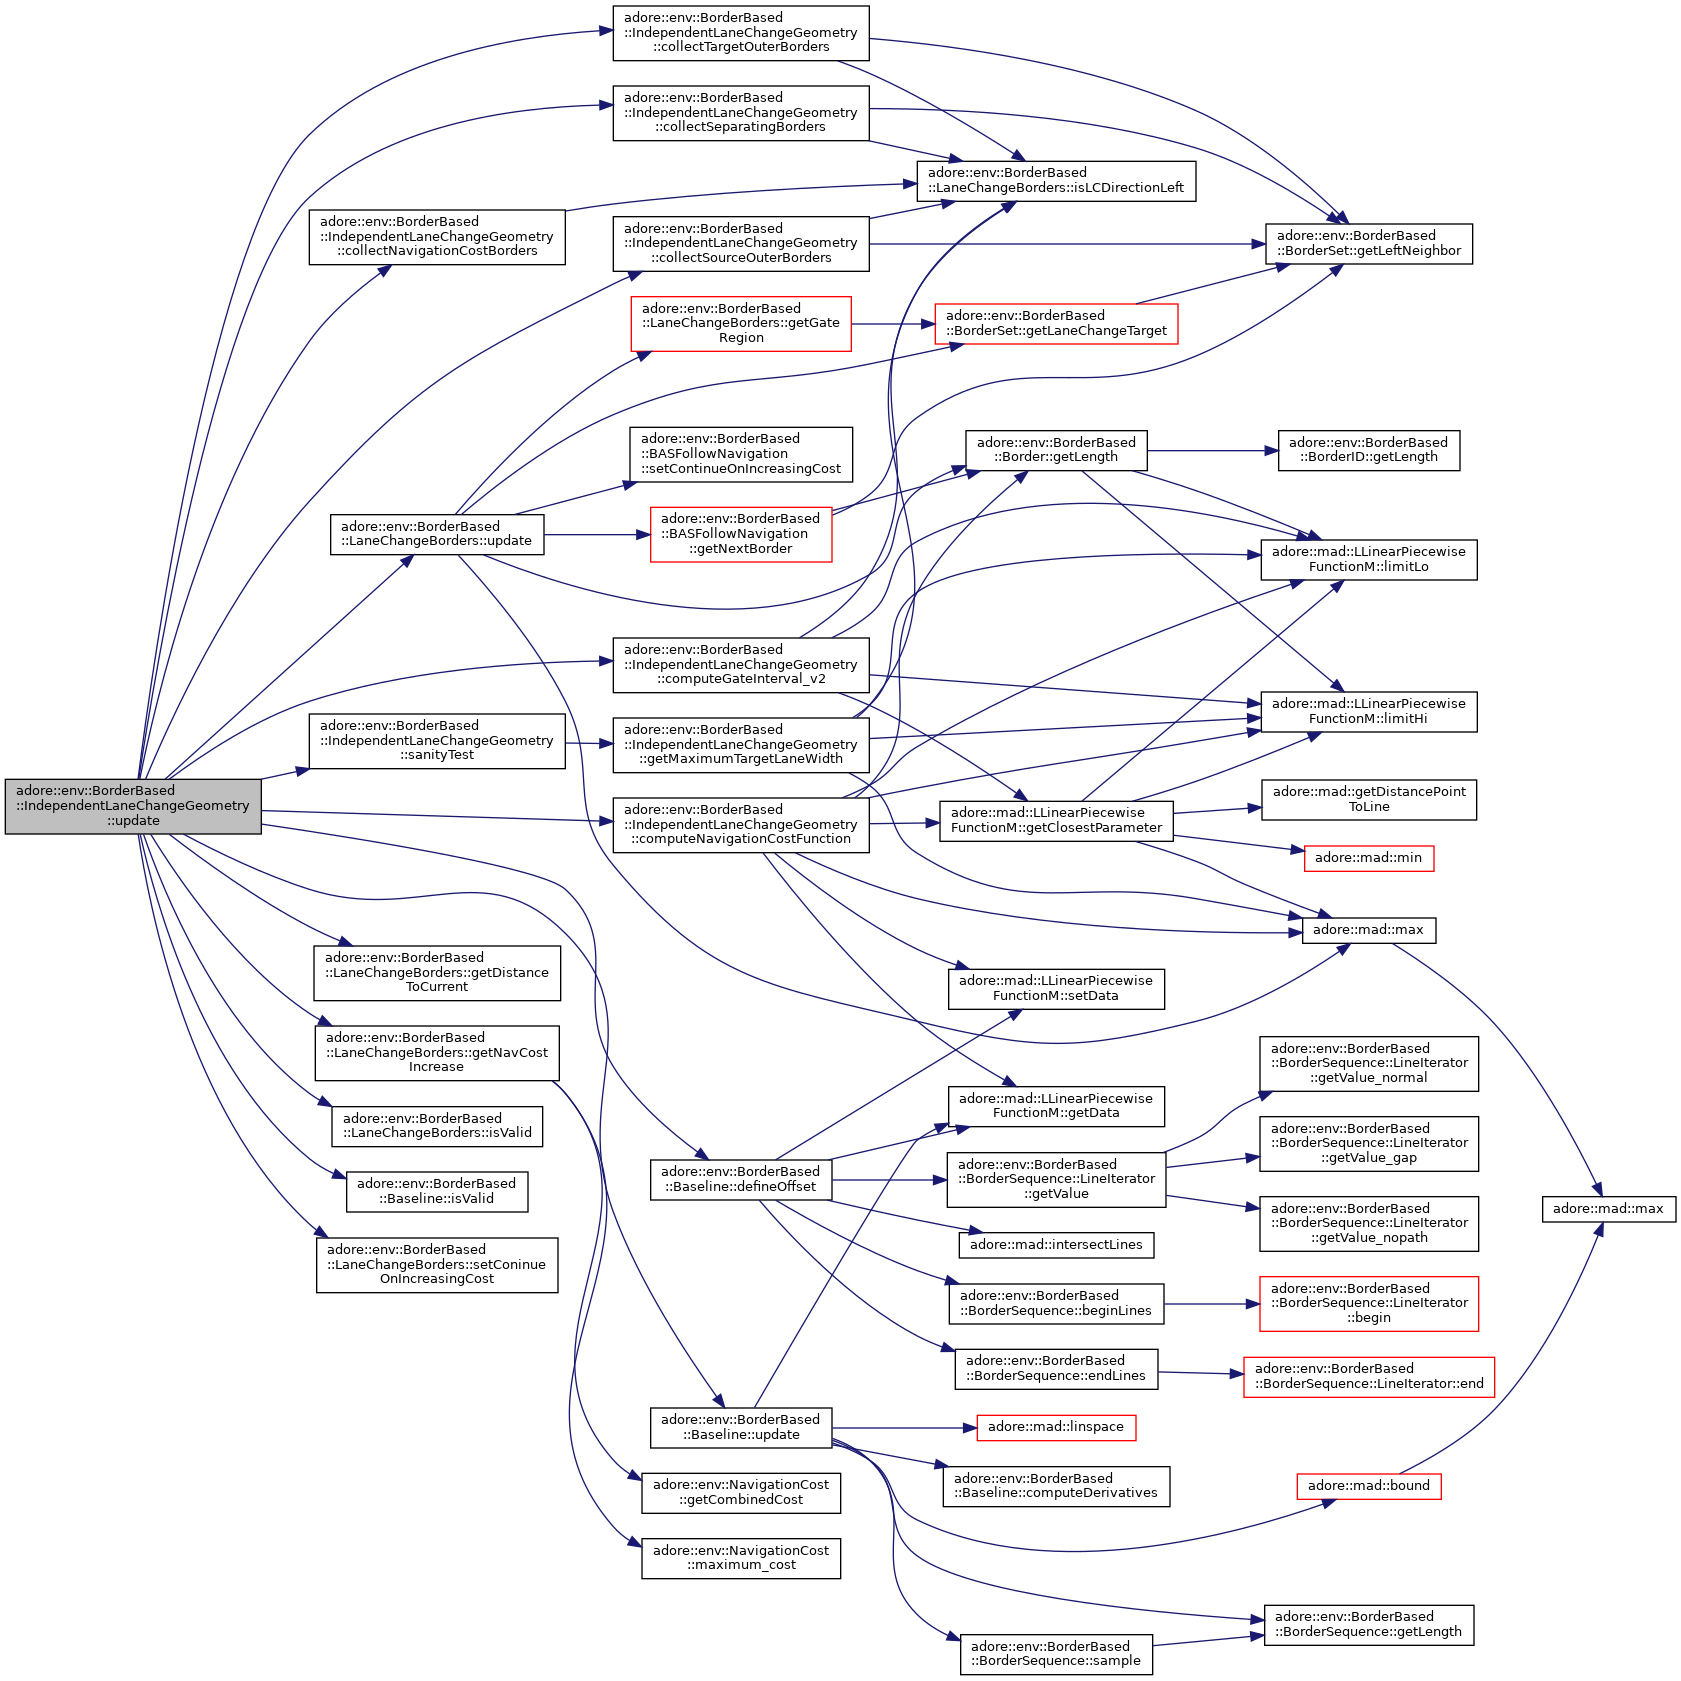 adore::env::BorderBased
::IndependentLaneChangeGeometry
::update
adore::env::BorderBased
::IndependentLaneChangeGeometry
::collectTargetOuterBorders
adore::env::BorderBased
::IndependentLaneChangeGeometry
::collectSeparatingBorders
adore::env::BorderBased
::LaneChangeBorders::isLCDirectionLeft
adore::env::BorderBased
::IndependentLaneChangeGeometry
::collectNavigationCostBorders
adore::env::BorderBased
::IndependentLaneChangeGeometry
::collectSourceOuterBorders
adore::env::BorderBased
::BorderSet::getLeftNeighbor
adore::env::BorderBased
::LaneChangeBorders::getGate
Region
adore::env::BorderBased
::BorderSet::getLaneChangeTarget
adore::env::BorderBased
::BASFollowNavigation
::setContinueOnIncreasingCost
adore::env::BorderBased
::Border::getLength
adore::env::BorderBased
::BorderID::getLength
adore::env::BorderBased
::LaneChangeBorders::update
adore::env::BorderBased
::BASFollowNavigation
::getNextBorder
adore::mad::LLinearPiecewise
FunctionM::limitLo
adore::env::BorderBased
::IndependentLaneChangeGeometry
::computeGateInterval_v2
adore::env::BorderBased
::IndependentLaneChangeGeometry
::sanityTest
adore::env::BorderBased
::IndependentLaneChangeGeometry
::getMaximumTargetLaneWidth
adore::mad::LLinearPiecewise
FunctionM::limitHi
adore::env::BorderBased
::IndependentLaneChangeGeometry
::computeNavigationCostFunction
adore::mad::LLinearPiecewise
FunctionM::getClosestParameter
adore::mad::getDistancePoint
ToLine
adore::mad::min
adore::mad::max
adore::env::BorderBased
::LaneChangeBorders::getDistance
ToCurrent
adore::mad::LLinearPiecewise
FunctionM::setData
adore::env::BorderBased
::LaneChangeBorders::getNavCost
Increase
adore::env::BorderBased
::BorderSequence::LineIterator
::getValue_normal
adore::env::BorderBased
::LaneChangeBorders::isValid
adore::mad::LLinearPiecewise
FunctionM::getData
adore::env::BorderBased
::BorderSequence::LineIterator
::getValue_gap
adore::env::BorderBased
::Baseline::isValid
adore::env::BorderBased
::Baseline::defineOffset
adore::env::BorderBased
::BorderSequence::LineIterator
::getValue
adore::env::BorderBased
::BorderSequence::LineIterator
::getValue_nopath
adore::mad::max
adore::env::BorderBased
::LaneChangeBorders::setConinue
OnIncreasingCost
adore::mad::intersectLines
adore::env::BorderBased
::BorderSequence::beginLines
adore::env::BorderBased
::BorderSequence::LineIterator
::begin
adore::env::BorderBased
::BorderSequence::endLines
adore::env::BorderBased
::BorderSequence::LineIterator::end
adore::env::BorderBased
::Baseline::update
adore::mad::linspace
adore::env::BorderBased
::Baseline::computeDerivatives
adore::mad::bound
adore::env::NavigationCost
::getCombinedCost
adore::env::NavigationCost
::maximum_cost
adore::env::BorderBased
::BorderSequence::getLength
adore::env::BorderBased
::BorderSequence::sample